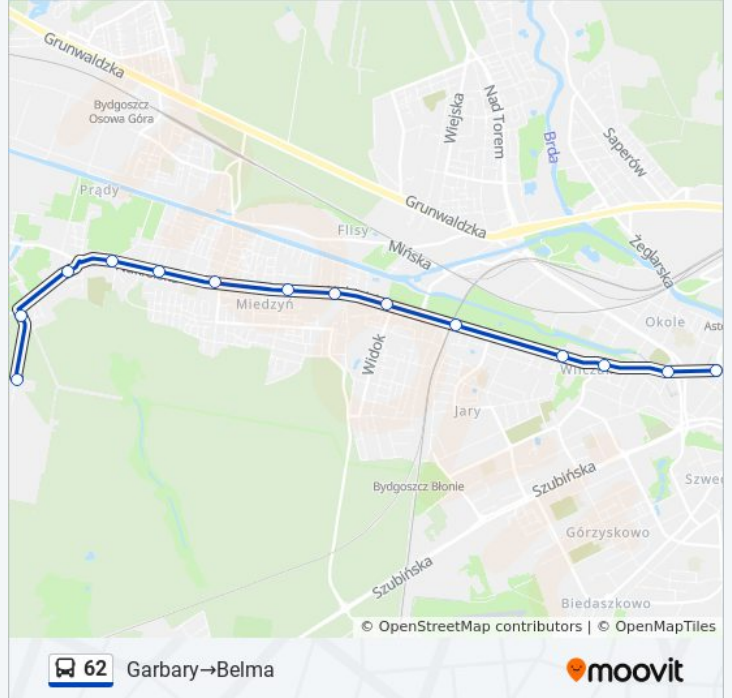 Grunwaldzka
Bydgoszcz
Osowa Góra
Wiejska
Nad Torem
Brda
Saperów
Prądy
Grunwaldzka
Flisy
Mińska
Żeglarska
Miedzyń
Okole
Widok
Jary
Szubińska
Bydgoszcz Błonie
Szwe
Górzyskowo
Szubińska
Biedaszkowo
© OpenStreetMap contributors | © OpenMapTiles
62 Garbary→Belma
moovit